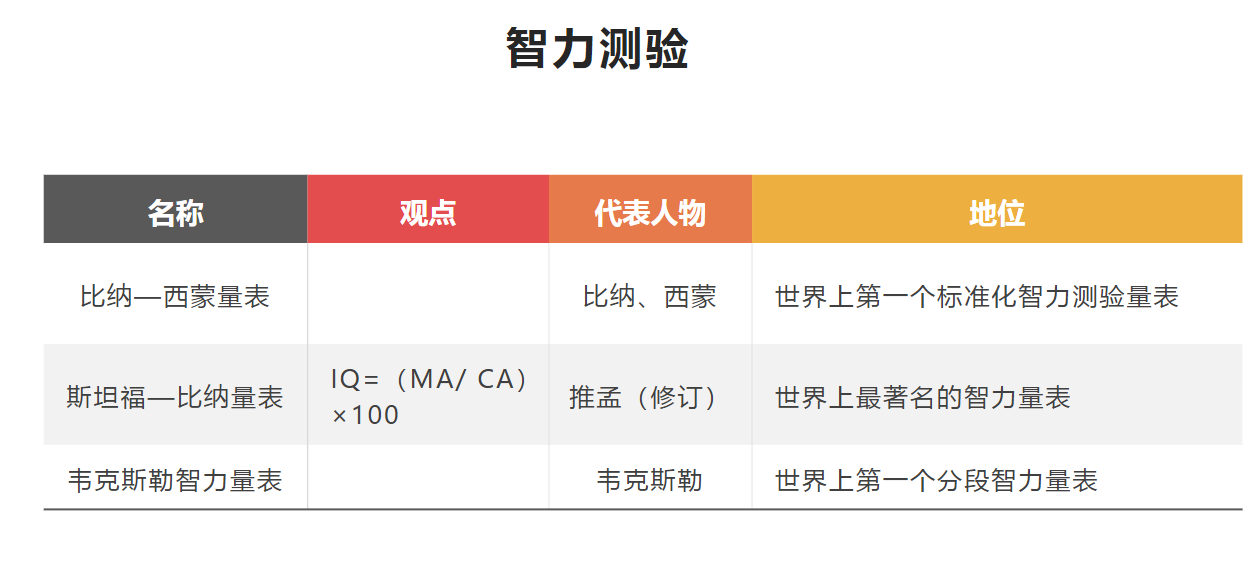 智力测验
名称 观点 代表人物 地位
比纳—西蒙量表 比纳、西蒙 世界上第一个标准化智力测验量表
斯坦福—比纳量表 IQ=（MA/ CA）
×100 推孟（修订） 世界上最著名的智力量表
韦克斯勒智力量表 韦克斯勒 世界上第一个分段智力量表